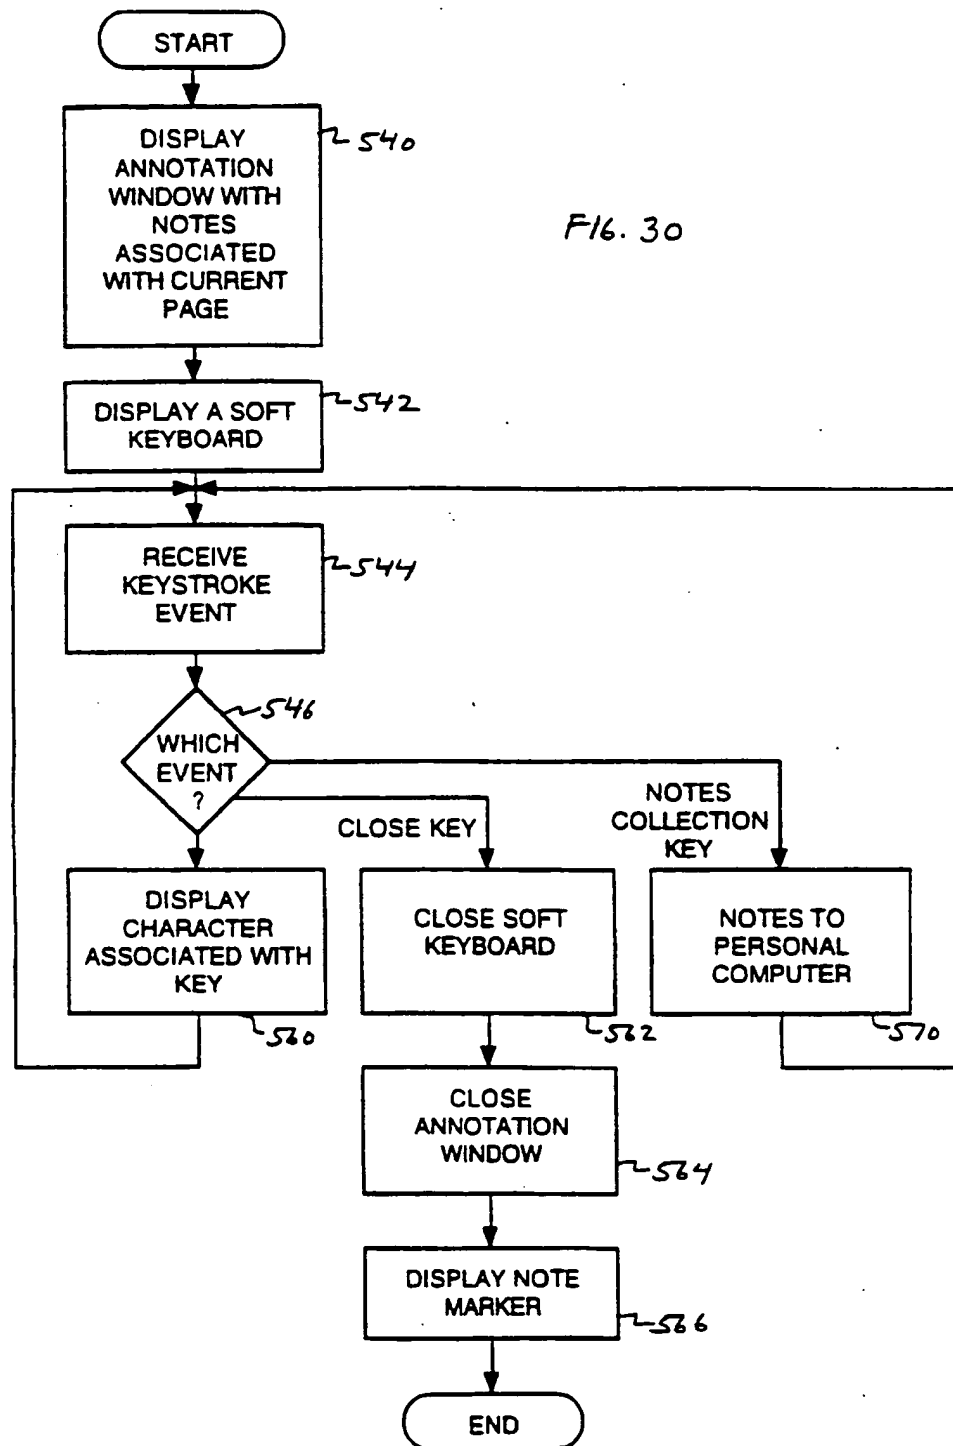 START
DISPLAY
ANNOTATION
WINDOW WITH
NOTES
ASSOCIATED
WITH CURRENT
PAGE
540
FIG. 30
DISPLAY A SOFT
KEYBOARD
542
RECEIVE
KEYSTROKE
EVENT
544
WHICH
EVENT
?
546
CLOSE KEY
NOTES
COLLECTION
KEY
DISPLAY
CHARACTER
ASSOCIATED WITH
KEY
560
CLOSE SOFT
KEYBOARD
562
NOTES TO
PERSONAL
COMPUTER
570
CLOSE
ANNOTATION
WINDOW
564
DISPLAY NOTE
MARKER
566
END